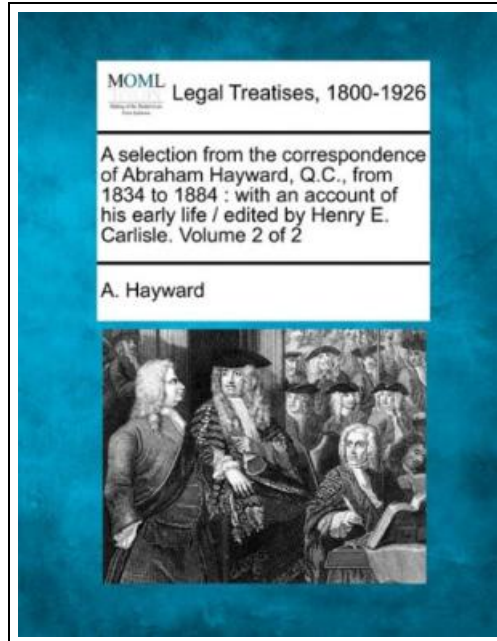 MOML
Legal Treatises, 1800-1926
A selection from the correspondence
of Abraham Hayward, Q.C., from
1834 to 1884 : with an account of
his early life / edited by Henry E.
Carlisle. Volume 2 of 2
A. Hayward